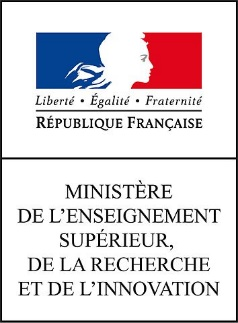 Liberté • Égalité • Fraternité
RÉPUBLIQUE FRANÇAISE
MINISTÈRE
DE L'ENSEIGNEMENT
SUPÉRIEUR,
DE LA RECHERCHE
ET DE L'INNOVATION